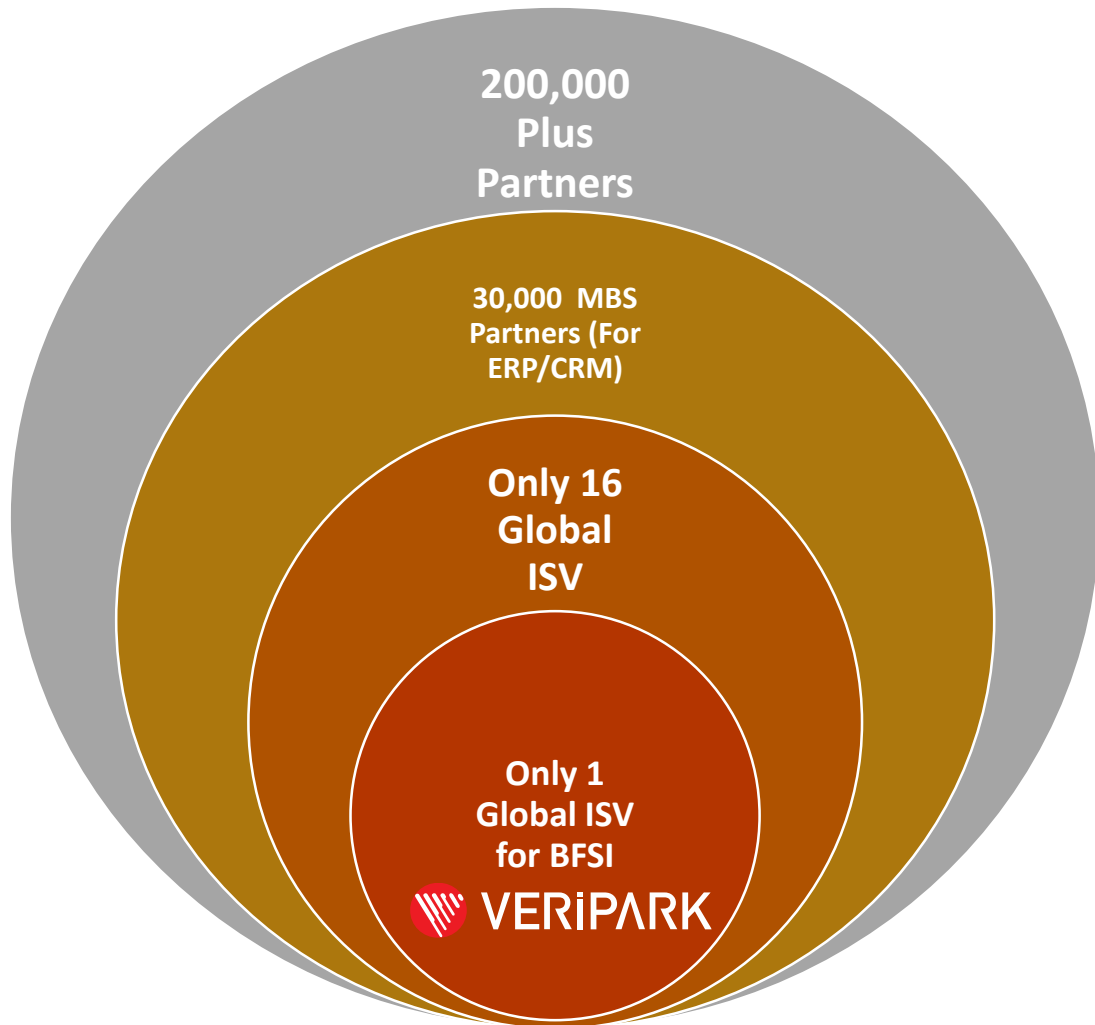 200,000
Plus
Partners
30,000 MBS
Partners (For
ERP/CRM)
Only 16
Global
ISV
Only 1
Global ISV
for BFSI
VERiPARK